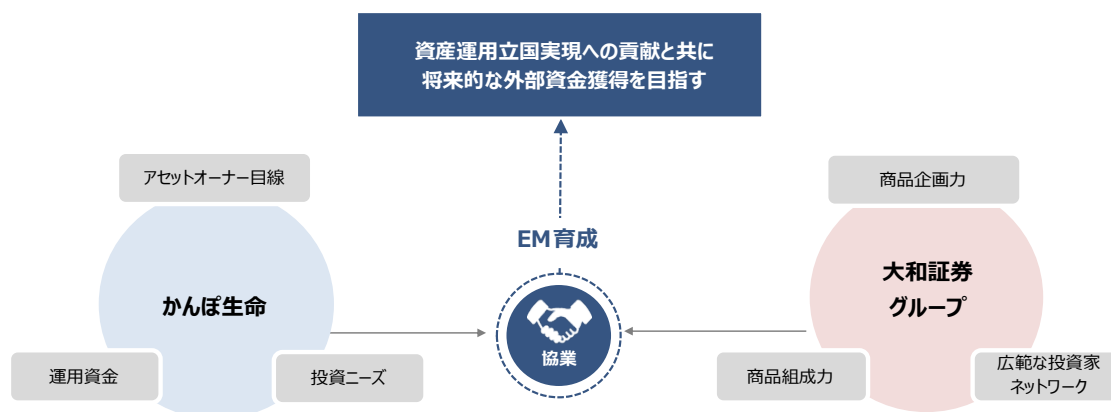 資産運用立国実現への貢献と共に
将来的な外部資金獲得を目指す
アセットオーナー目線
商品企画力
EM育成
かんぽ生命
大和証券
グループ
協業
運用資金
投資ニーズ
商品組成力
広範な投資家
ネットワーク